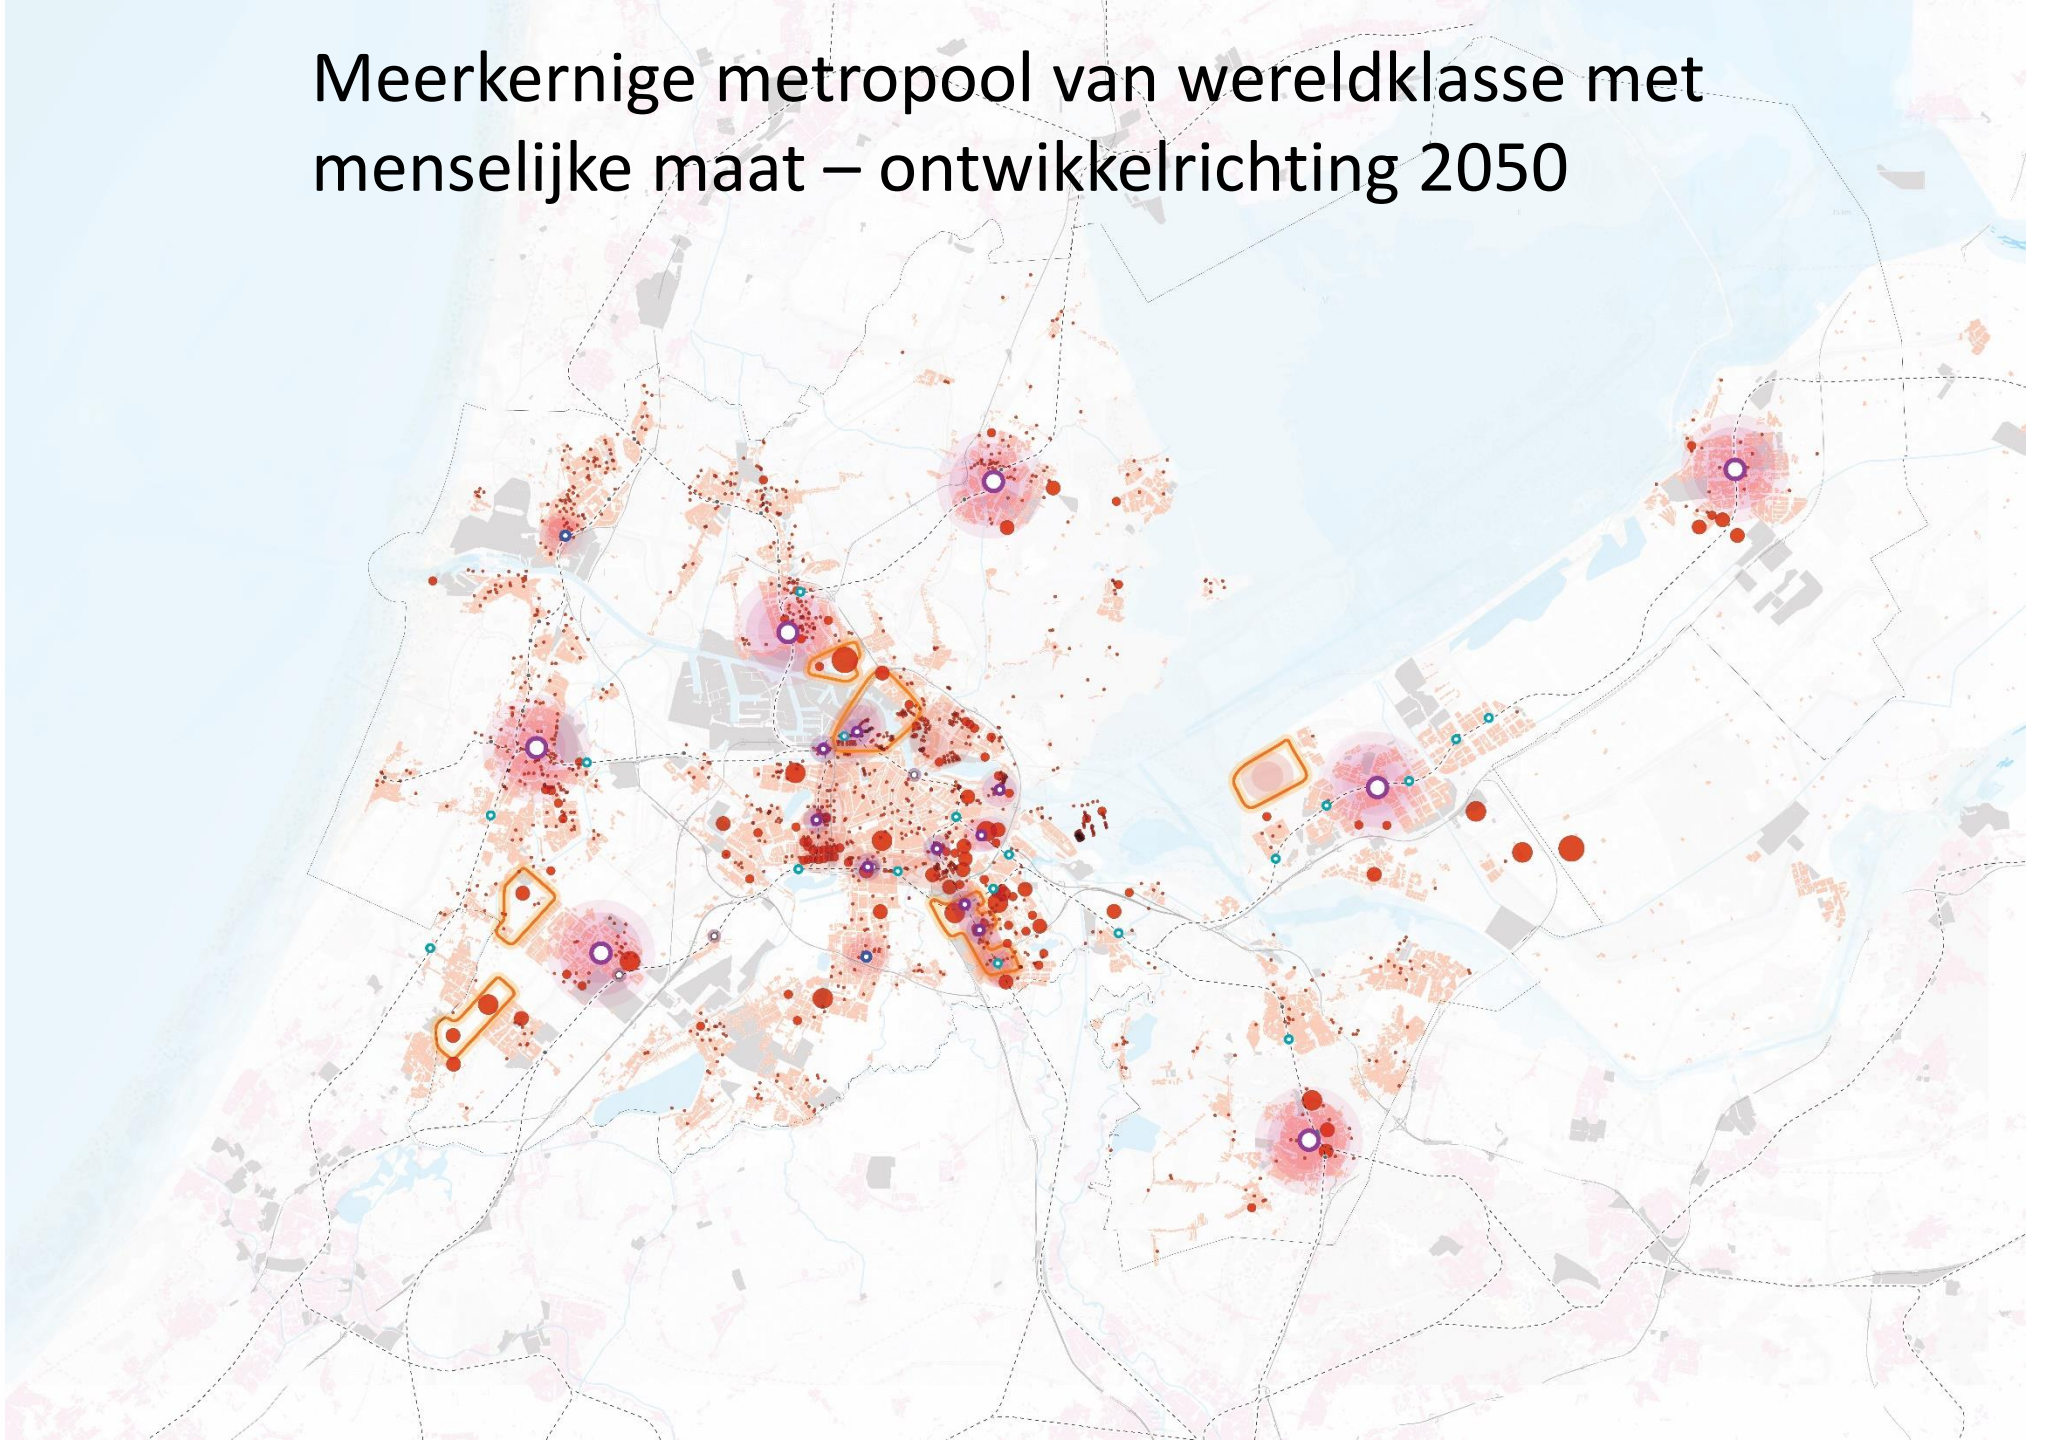 Meerkernige metropool van wereldklasse met
menselijke maat – ontwikkelrichting 2050